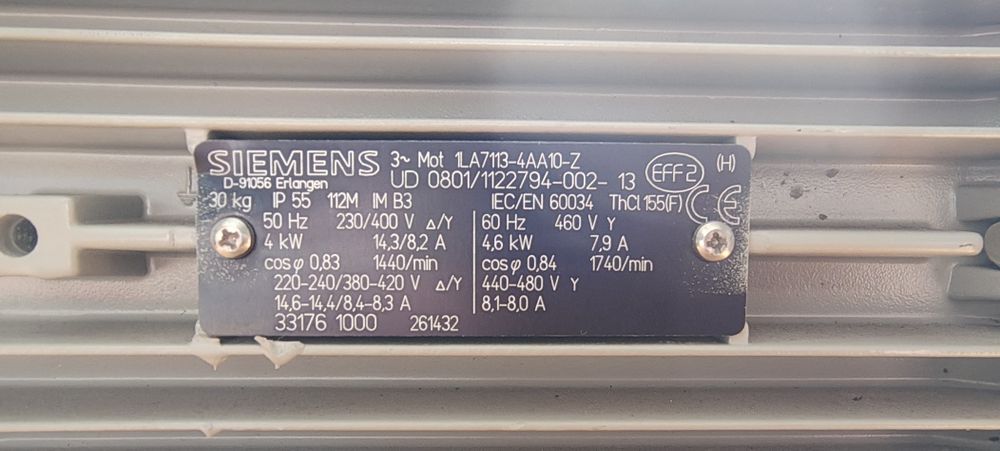 SIEMENS 3~ Mot 1LA7113-4AA10-Z EFF2 (H)
D-91056 Erlangen UD 0801/1122794-002- 13
30 kg IP 55 112M IM B3 IEC/EN 60034 ThCl.155(F) CE
50 Hz 230/400 V Δ/Y 60 Hz 460 V Y
4 kW 14,3/8,2 A 4,6 kW 7,9 A
cos φ 0,83 1440/min cos φ 0,84 1740/min
220-240/380-420 V Δ/Y 440-480 V Y
14,6-14,4/8,4-8,3 A 8,1-8,0 A
33176 1000 261432